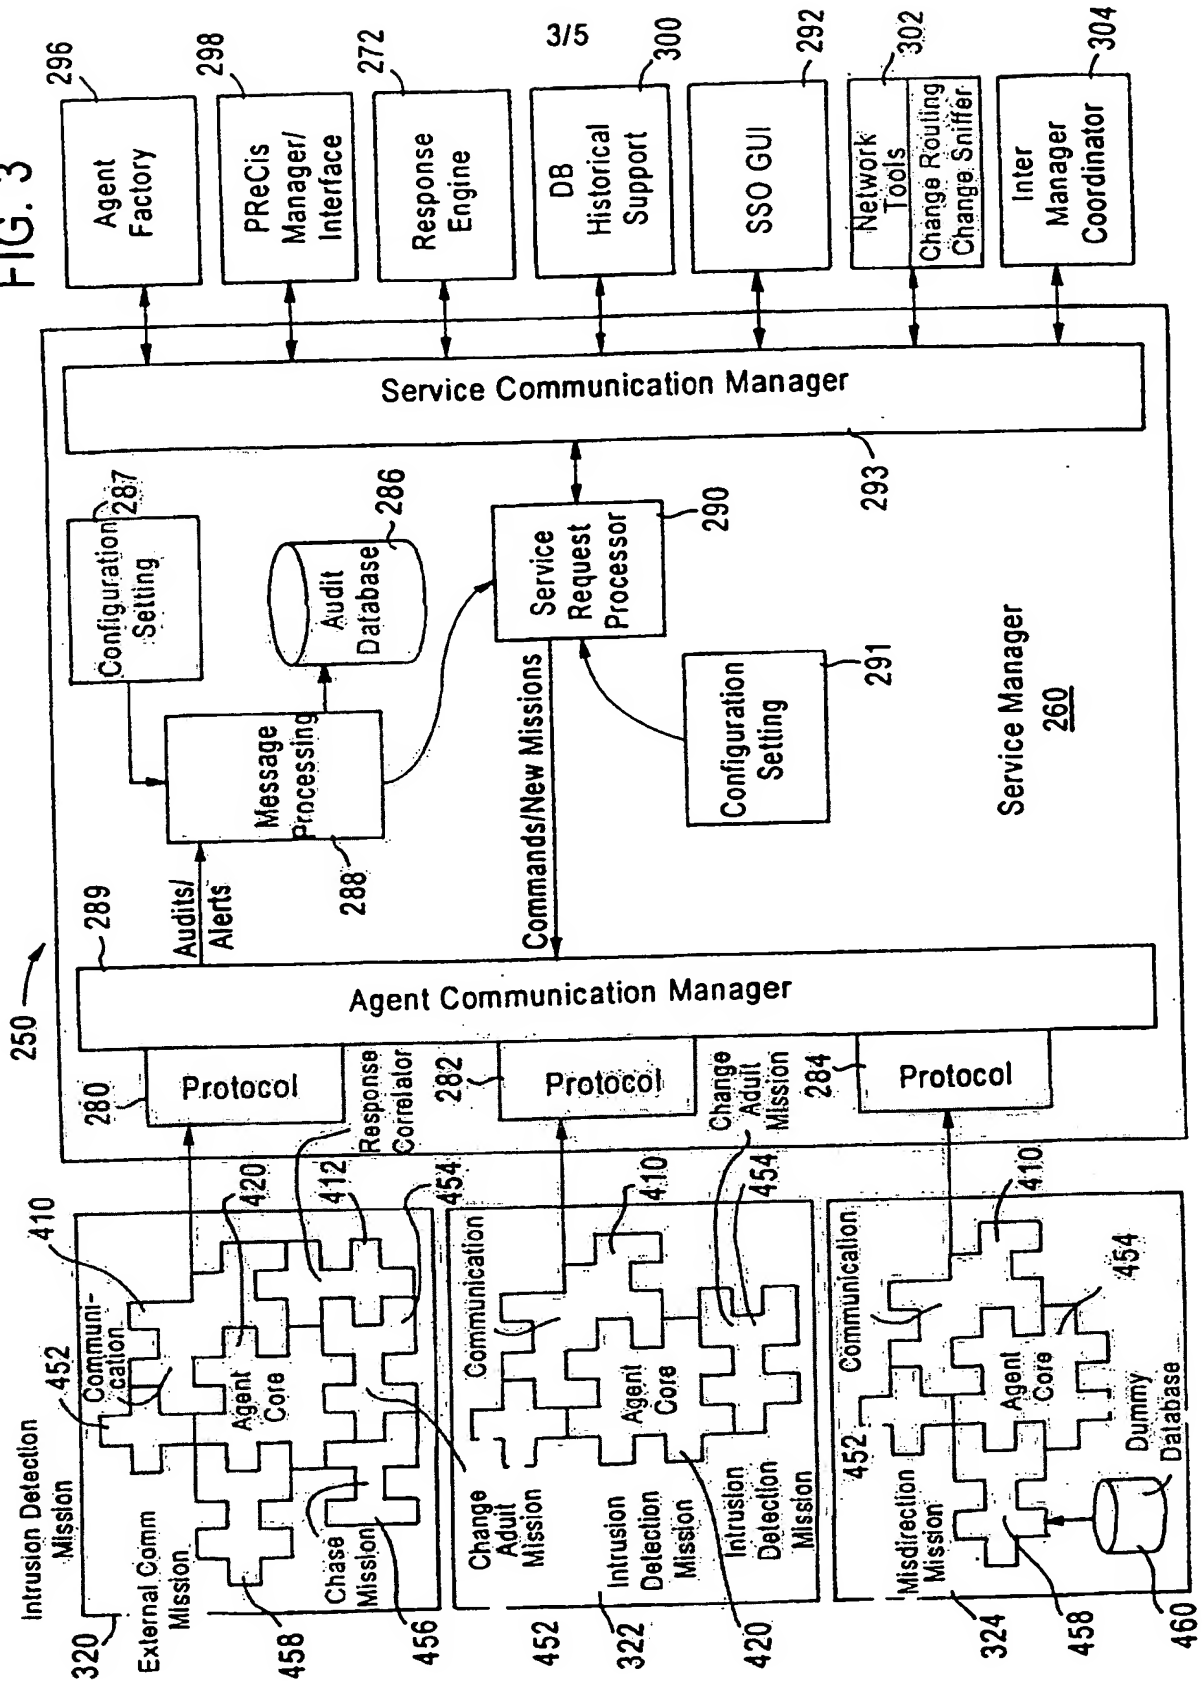 FIG. 3
3/5
250
320
Intrusion Detection
Mission
External Comm
Mission
452
Communi-
cation
410
420
Agent
Core
412
454
Response
Correlator
458
Chase
Mission
456
Change
Adult
Mission
452
322
Communication
410
Agent
Core
Intrusion
Detection
Mission
Intrusion
Detection
Mission
420
Change
Adult
Mission
454
452
Communication
410
Misdirection
Mission
324
Agent
Core
454
458
Dummy
Database
460
280
Protocol
282
Protocol
284
Protocol
289
Agent Communication Manager
Audits/
Alerts
288
Message
Processing
Configuration
Setting
287
Audit
Database
286
Commands/New Missions
Service
Request
Processor
290
Configuration
Setting
291
Service Manager
260
Service Communication Manager
293
Agent
Factory
296
PReCis
Manager/
Interface
298
Response
Engine
272
DB
Historical
Support
300
SSO GUI
292
Network
Tools
Change Routing
Change Sniffer
302
Inter
Manager
Coordinator
304